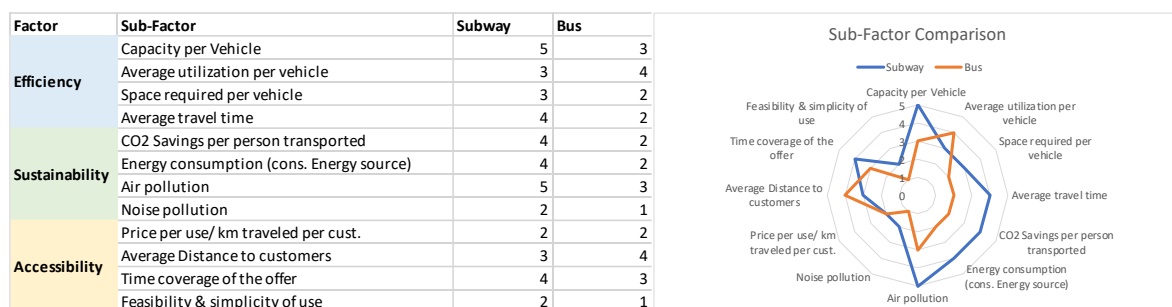 Factor Sub-Factor Subway Bus
Efficiency
Capacity per Vehicle 5 3
Average utilization per vehicle 3 4
Space required per vehicle 3 2
Average travel time 4 2
Sustainability
CO2 Savings per person transported 4 2
Energy consumption (cons. Energy source) 4 2
Air pollution 5 3
Noise pollution 2 1
Accessibility
Price per use/ km traveled per cust. 2 2
Average Distance to customers 3 4
Time coverage of the offer 4 3
Feasibility & simplicity of use 2 1
Sub-Factor Comparison
Subway Bus
Capacity per Vehicle
Average utilization per
vehicle
Space required per
vehicle
Average travel time
CO2 Savings per person
transported
Energy consumption
(cons. Energy source)
Air pollution
Noise pollution
Price per use/ km
traveled per cust.
Average Distance to
customers
Time coverage of the
offer
Feasibility & simplicity of
use
5
4
3
2
1
0